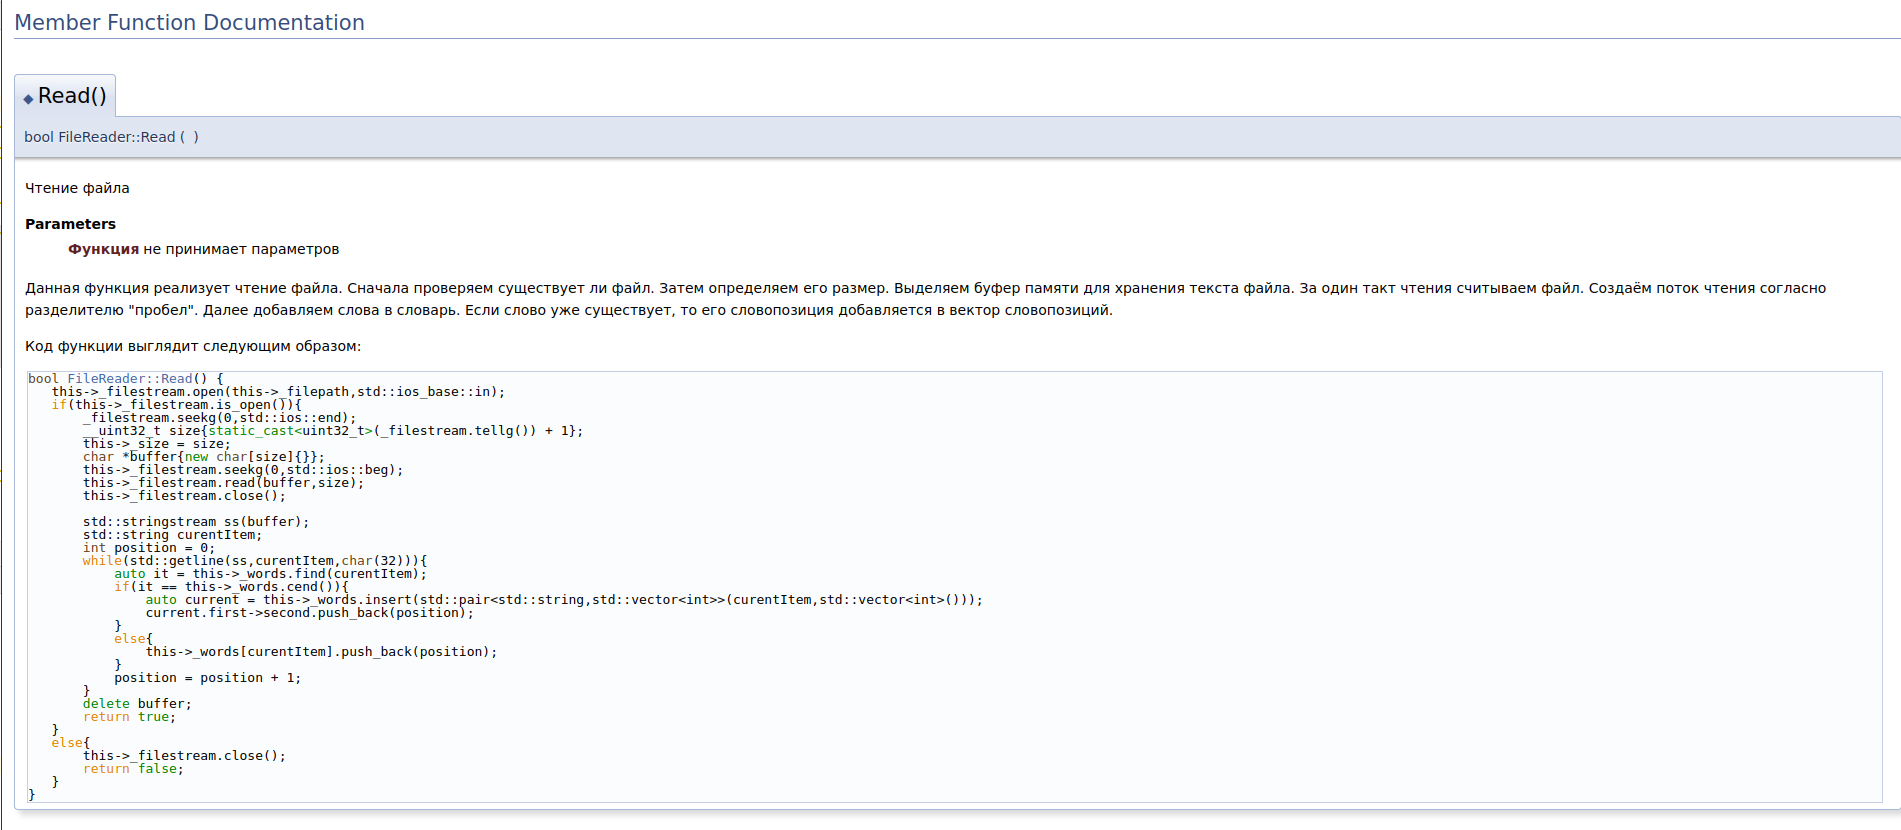 Member Function Documentation
◆ Read()
bool FileReader::Read ( )
Чтение файла
Parameters
Функция не принимает параметров
Данная функция реализует чтение файла. Сначала проверяем существует ли файл. Затем определяем его размер. Выделяем буфер памяти для хранения текста файла. За один такт чтения считываем файл. Создаём поток чтения согласно
разделителю "пробел". Далее добавляем слова в словарь. Если слово уже существует, то его словопозиция добавляется в вектор словопозиций.
Код функции выглядит следующим образом:
bool FileReader::Read() {
   this->_filestream.open(this->_filepath,std::ios_base::in);
   if(this->_filestream.is_open()){
       _filestream.seekg(0,std::ios::end);
       __uint32_t size{static_cast<uint32_t>(_filestream.tellg()) + 1};
       this->_size = size;
       char *buffer{new char[size]{}};
       this->_filestream.seekg(0,std::ios::beg);
       this->_filestream.read(buffer,size);
       this->_filestream.close();
       std::stringstream ss(buffer);
       std::string curentItem;
       int position = 0;
       while(std::getline(ss,curentItem,char(32))){
           auto it = this->_words.find(curentItem);
           if(it == this->_words.cend()){
               auto current = this->_words.insert(std::pair<std::string,std::vector<int>>(curentItem,std::vector<int>()));
               current.first->second.push_back(position);
           }
           else{
               this->_words[curentItem].push_back(position);
           }
           position = position + 1;
       }
       delete buffer;
       return true;
   }
   else{
       this->_filestream.close();
       return false;
   }
}